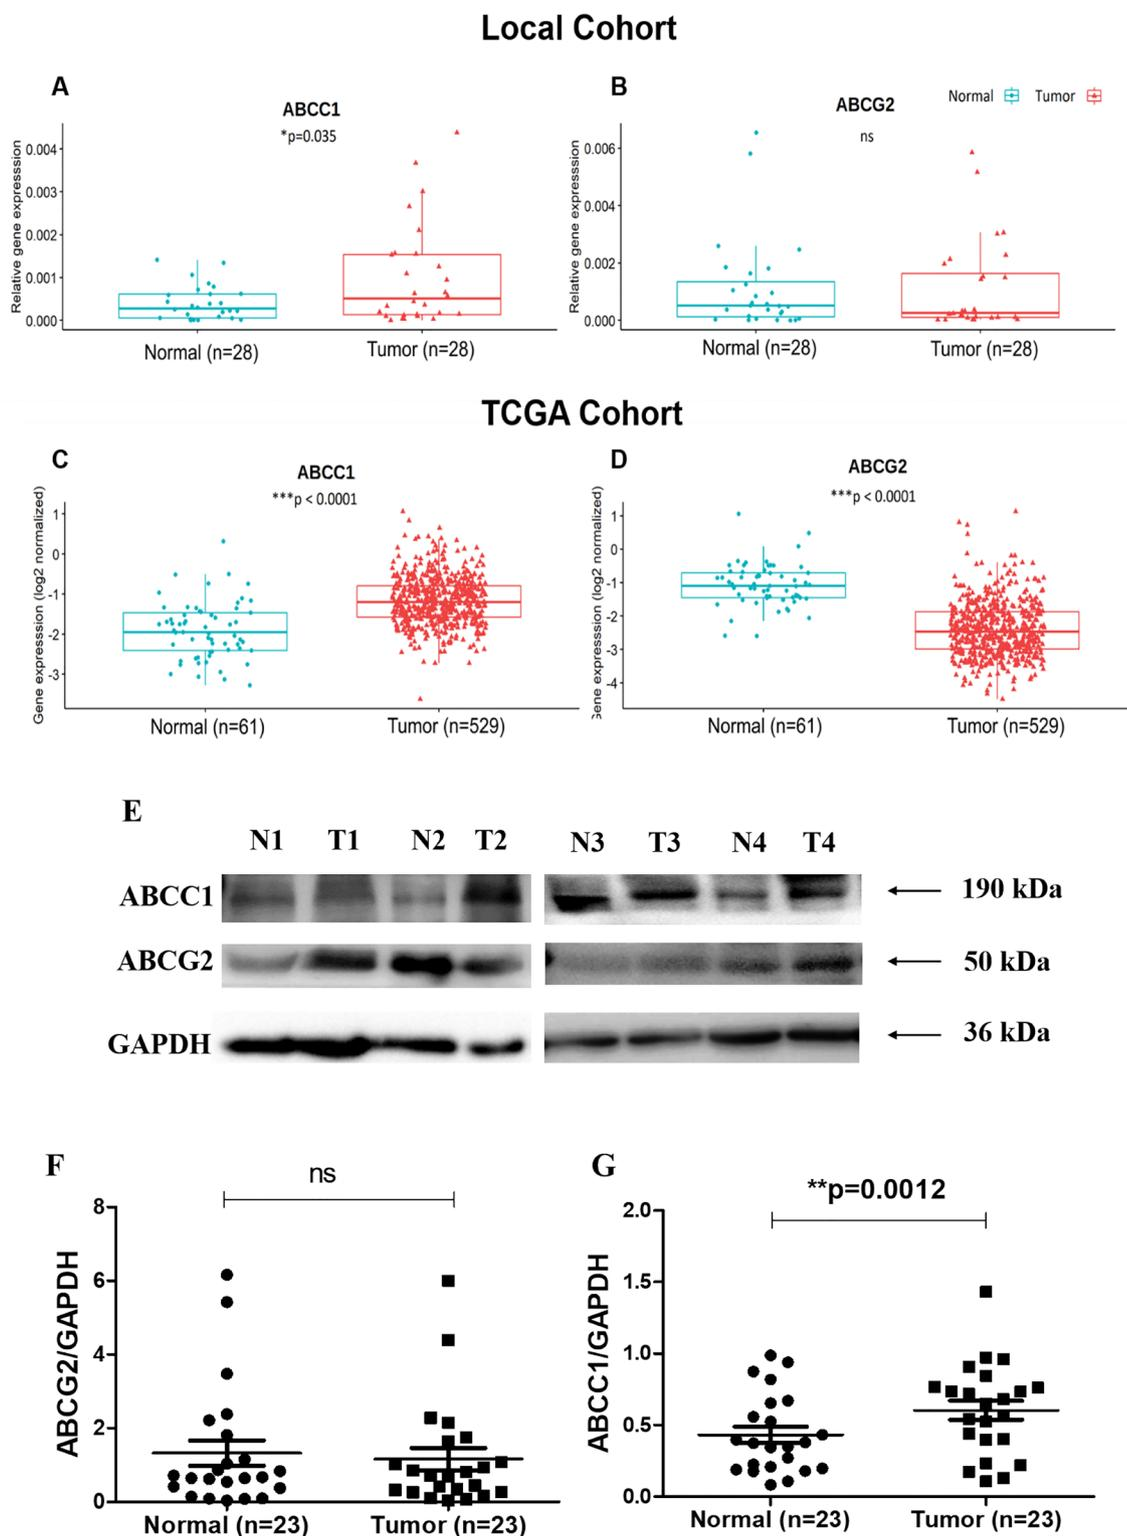 Local Cohort
A
ABCC1
*p=0.035
Relative gene expresssion
0.004
0.003
0.002
0.001
0.000
Normal (n=28)
Tumor (n=28)
B
ABCG2
ns
Normal
Tumor
Relative gene expresssion
0.006
0.004
0.002
0.000
Normal (n=28)
Tumor (n=28)
TCGA Cohort
C
ABCC1
***p < 0.0001
Gene expresssion (log2 normalized)
1
0
-1
-2
-3
Normal (n=61)
Tumor (n=529)
D
ABCG2
***p < 0.0001
Gene expresssion (log2 normalized)
1
0
-1
-2
-3
-4
Normal (n=61)
Tumor (n=529)
E
N1 T1 N2 T2 N3 T3 N4 T4
ABCC1 190 kDa
ABCG2 50 kDa
GAPDH 36 kDa
F
ns
ABCG2/GAPDH
8
6
4
2
0
Normal (n=23)
Tumor (n=23)
G
**p=0.0012
ABCC1/GAPDH
2.0
1.5
1.0
0.5
0.0
Normal (n=23)
Tumor (n=23)